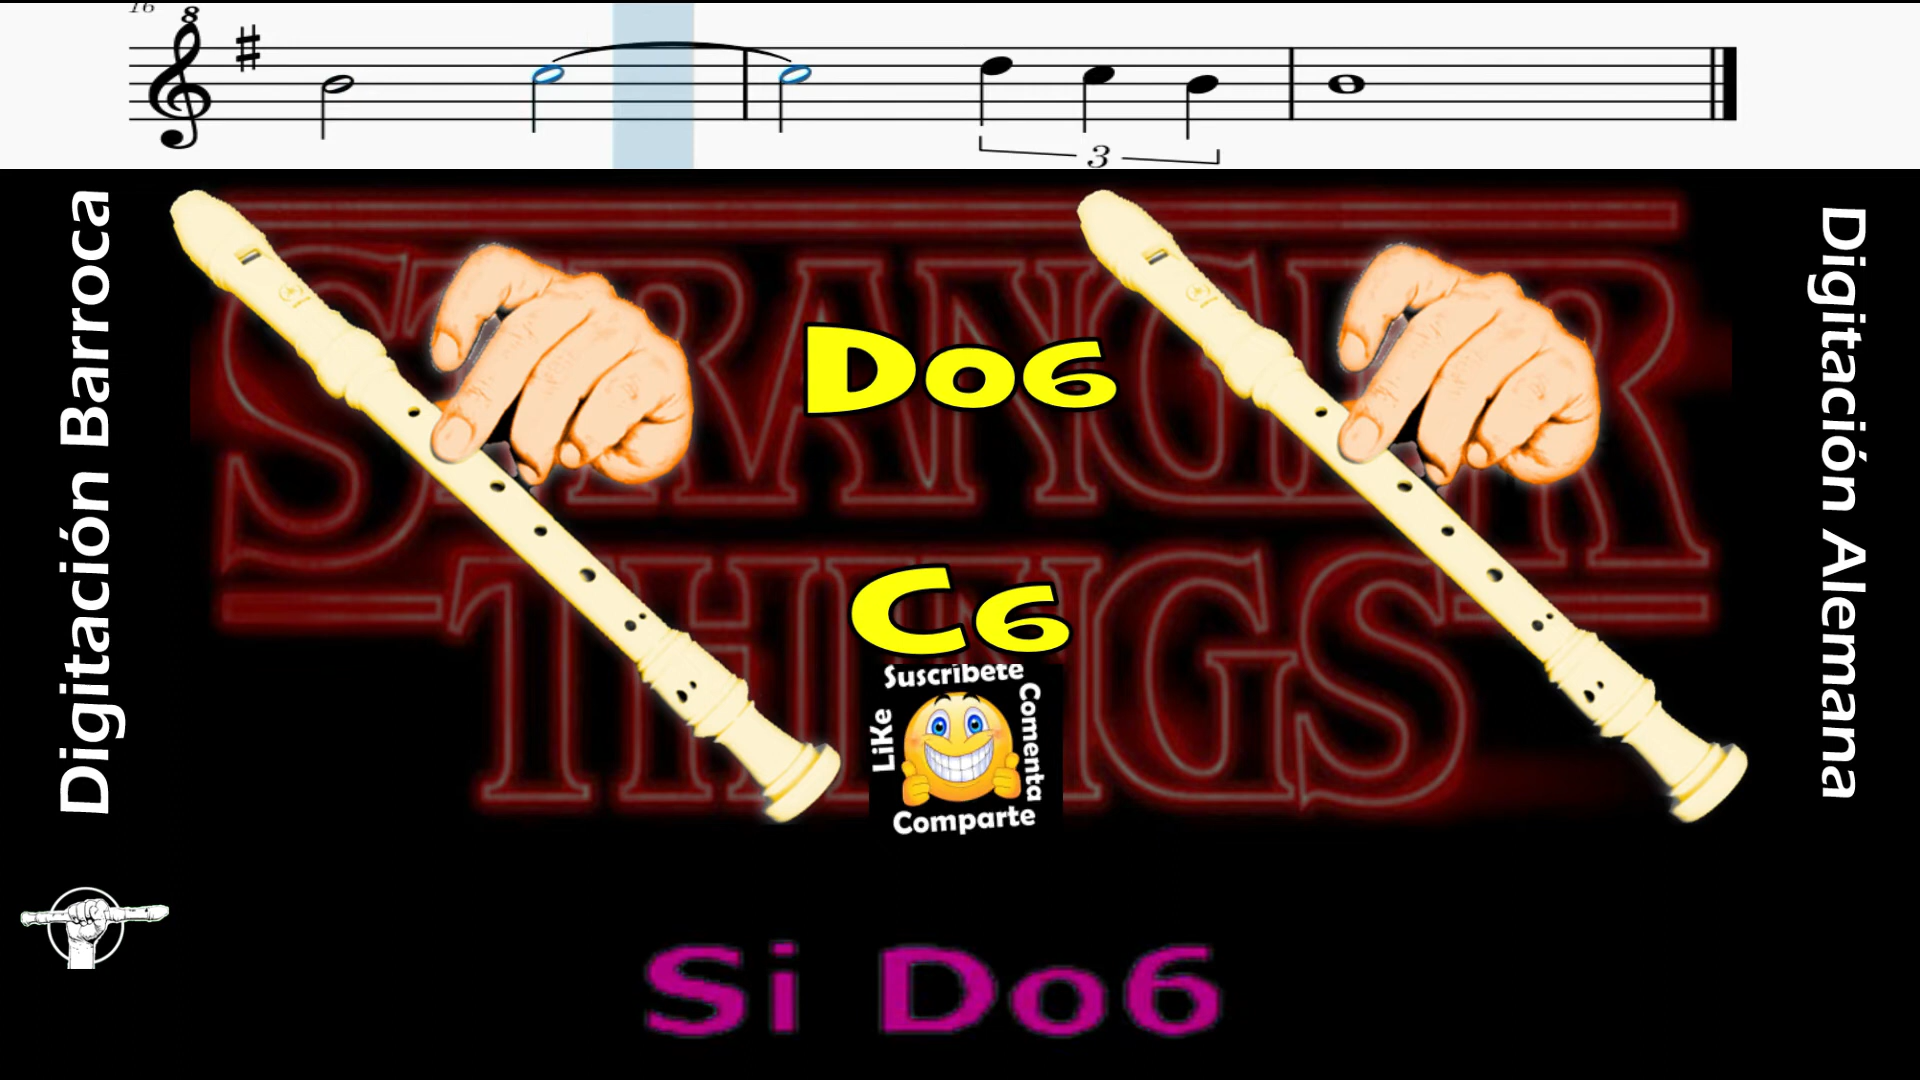 16
8
3
Digitación Barroca
STRANGER
THINGS
Do6
C6
Digitación Alemana
Suscribete
LiKe
Comenta
Comparte
Si Do6